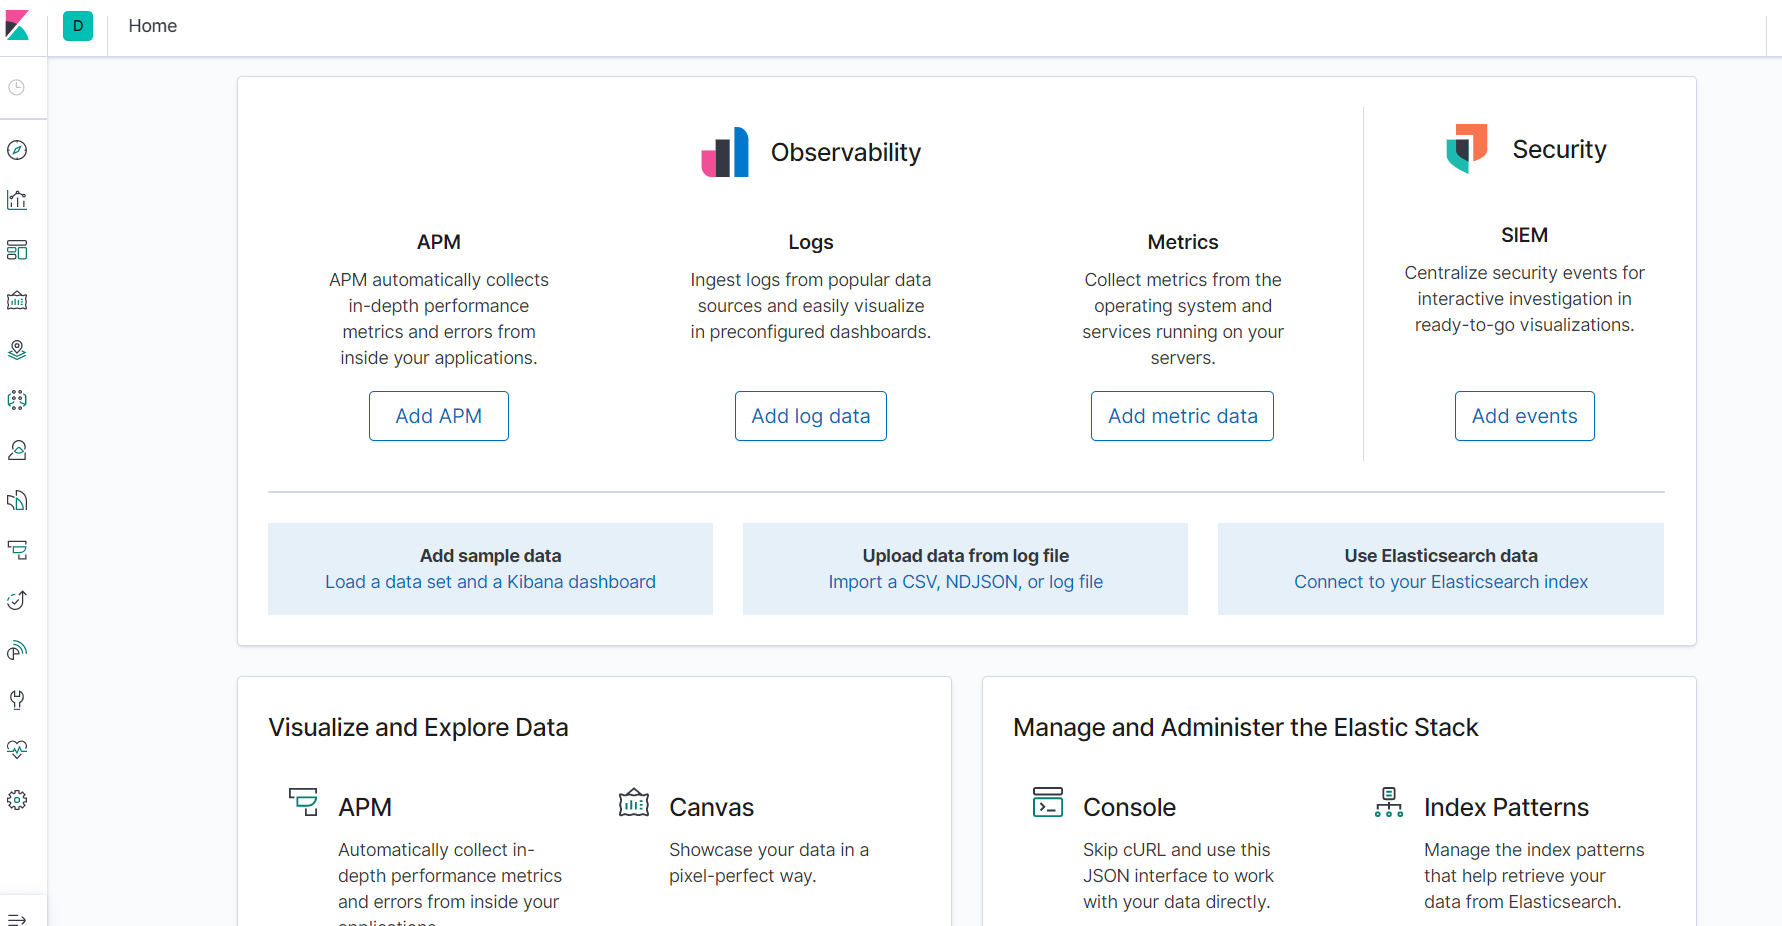 D
Home
Observability
Security
APM
APM automatically collects
in-depth performance
metrics and errors from
inside your applications.
Add APM
Logs
Ingest logs from popular data
sources and easily visualize
in preconfigured dashboards.
Add log data
Metrics
Collect metrics from the
operating system and
services running on your
servers.
Add metric data
SIEM
Centralize security events for
interactive investigation in
ready-to-go visualizations.
Add events
Add sample data
Load a data set and a Kibana dashboard
Upload data from log file
Import a CSV, NDJSON, or log file
Use Elasticsearch data
Connect to your Elasticsearch index
Visualize and Explore Data
APM
Automatically collect in-
depth performance metrics
and errors from inside your
applications.
Canvas
Showcase your data in a
pixel-perfect way.
Manage and Administer the Elastic Stack
Console
Skip cURL and use this
JSON interface to work
with your data directly.
Index Patterns
Manage the index patterns
that help retrieve your
data from Elasticsearch.